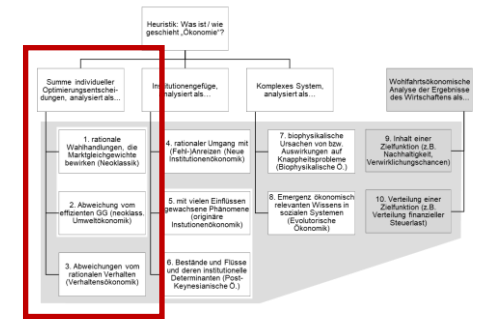 Heuristik: Was ist / wie
geschieht „Ökonomie“?
Summe individueller
Optimierungsentschei-
dungen, analysiert als…
Institutionengefüge,
analysiert als…
Komplexes System,
analysiert als…
Wohlfahrtsökonomische
Analyse der Ergebnisse
des Wirtschaftens als…
1. rationale
Wahlhandlungen, die
Marktgleichgewichte
bewirken (Neoklassik)
2. Abweichung vom
effizienten GG (neoklass.
Umweltökonomik)
3. Abweichungen vom
rationalen Verhalten
(Verhaltensökonomik)
4. rationaler Umgang mit
(Fehl-)Anreizen (Neue
Institutionenökonomik)
5. mit vielen Einflüssen
gewachsene Phänomene
(originäre
Instutionenökonomik)
6. Bestände und Flüsse
und deren institutionelle
Determinanten (Post-
Keynesianische Ö.)
7. biophysikalische
Ursachen von bzw.
Auswirkungen auf
Knappheitsprobleme
(Biophysikalische Ö.)
8. Emergenz ökonomisch
relevanten Wissens in
sozialen Systemen
(Evolutorische
Ökonomik)
9. Inhalt einer
Zielfunktion (z.B.
Nachhaltigkeit,
Verwirklichungschancen)
10. Verteilung einer
Zielfunktion (z.B.
Verteilung finanzieller
Steuerlast)